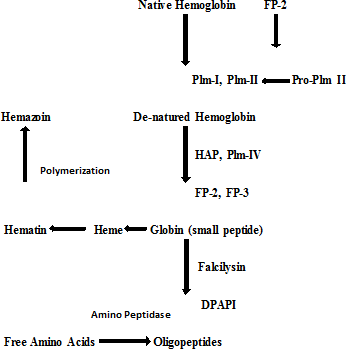 Native Hemoglobin FP-2
Plm-I, Plm-II Pro-Plm II
Hemazoin De-natured Hemoglobin
HAP, Plm-IV
Polymerization
FP-2, FP-3
Hematin Heme Globin (small peptide)
Falcilysin
DPAPI
Amino Peptidase
Free Amino Acids Oligopeptides